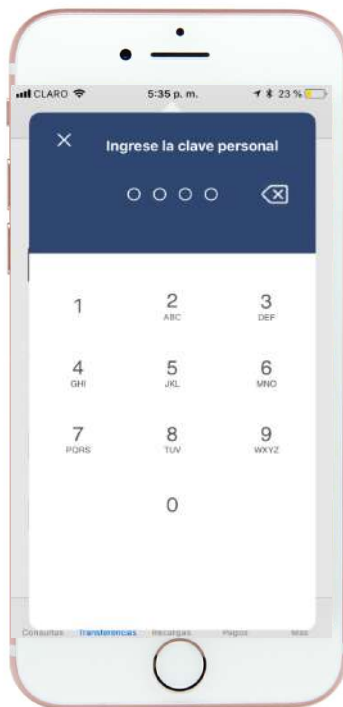 CLARO 5:35 p. m. 23 %
Ingrese la clave personal
1 2 3
ABC DEF
4 5 6
GHI JKL MNO
7 8 9
PQRS TUV WXYZ
0
Consultas Transferencias Recargas Pagos Más